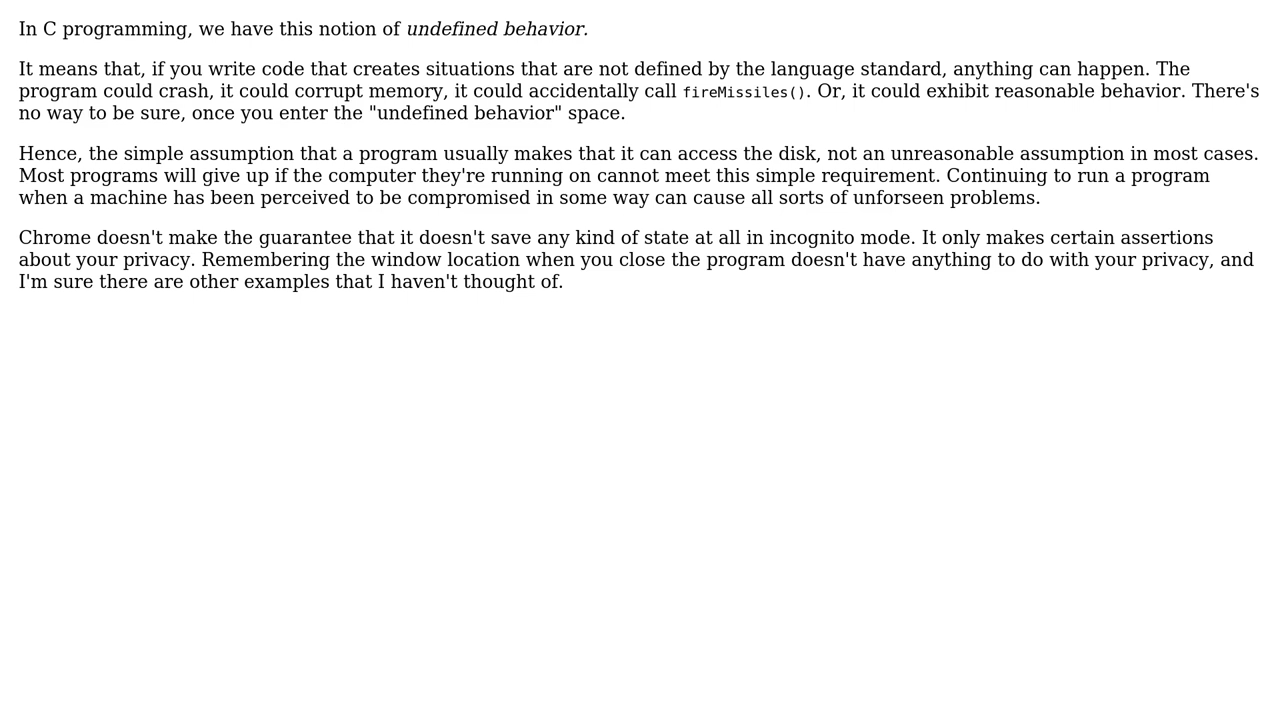 In C programming, we have this notion of undefined behavior.
It means that, if you write code that creates situations that are not defined by the language standard, anything can happen. The
program could crash, it could corrupt memory, it could accidentally call fireMissiles(). Or, it could exhibit reasonable behavior. There's
no way to be sure, once you enter the "undefined behavior" space.
Hence, the simple assumption that a program usually makes that it can access the disk, not an unreasonable assumption in most cases.
Most programs will give up if the computer they're running on cannot meet this simple requirement. Continuing to run a program
when a machine has been perceived to be compromised in some way can cause all sorts of unforseen problems.
Chrome doesn't make the guarantee that it doesn't save any kind of state at all in incognito mode. It only makes certain assertions
about your privacy. Remembering the window location when you close the program doesn't have anything to do with your privacy, and
I'm sure there are other examples that I haven't thought of.